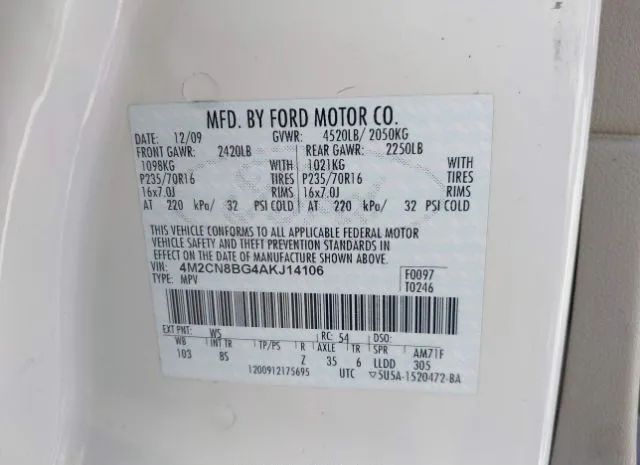 MFD. BY FORD MOTOR CO.
DATE: 12/09 GVWR: 4520LB/ 2050KG
FRONT GAWR: 2420LB REAR GAWR: 2250LB
1098KG WITH 1021KG WITH
P235/70R16 TIRES P235/70R16 TIRES
16x7.0J RIMS 16x7.0J RIMS
AT 220 kPa/ 32 PSI COLD AT 220 kPa/ 32 PSI COLD
THIS VEHICLE CONFORMS TO ALL APPLICABLE FEDERAL MOTOR
VEHICLE SAFETY AND THEFT PREVENTION STANDARDS IN
EFFECT ON THE DATE OF MANUFACTURE SHOWN ABOVE.
VIN: 4M2CN8BG4AKJ14106 F0097
TYPE: MPV T0246
EXT PNT: WS RC: 54 DSO:
WB INT TR TP/PS R AXLE TR SPR AM71F
103 BS Z 35 6 LLDD 305
1200912175695 UTC ▽5U5A-1520472-BA